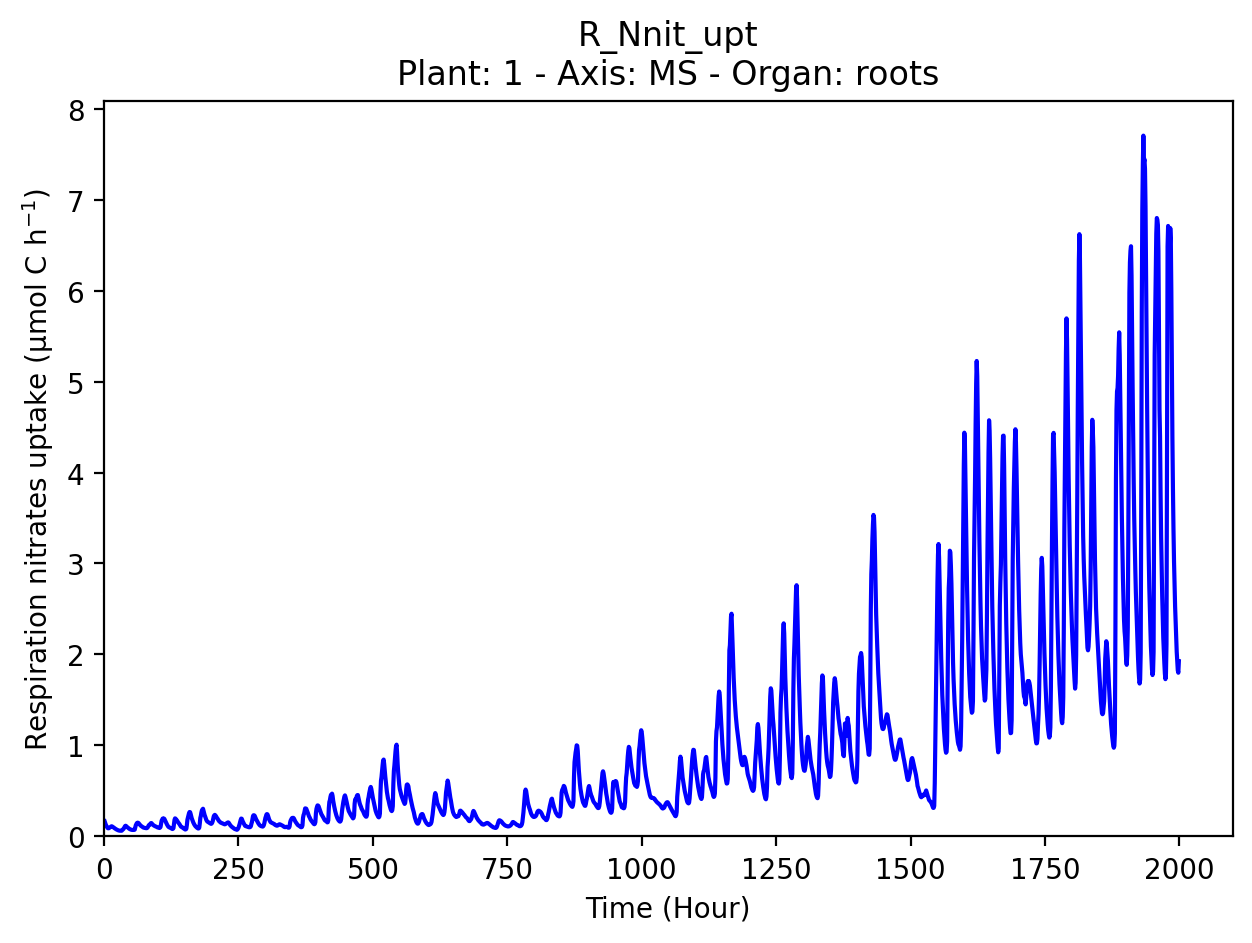 R_Nnit_upt
Plant: 1 - Axis: MS - Organ: roots
Respiration nitrates uptake (µmol C h⁻¹)
8
7
6
5
4
3
2
1
0
0 250 500 750 1000 1250 1500 1750 2000
Time (Hour)